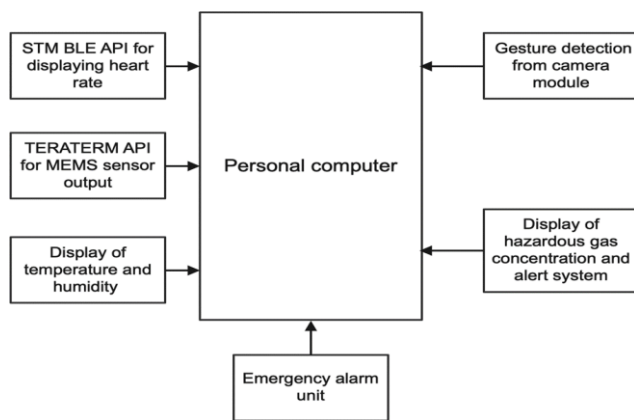 STM BLE API for
displaying heart
rate
TERATERM API
for MEMS sensor
output
Display of
temperature and
humidity
Personal computer
Gesture detection
from camera
module
Display of
hazardous gas
concentration and
alert system
Emergency alarm
unit